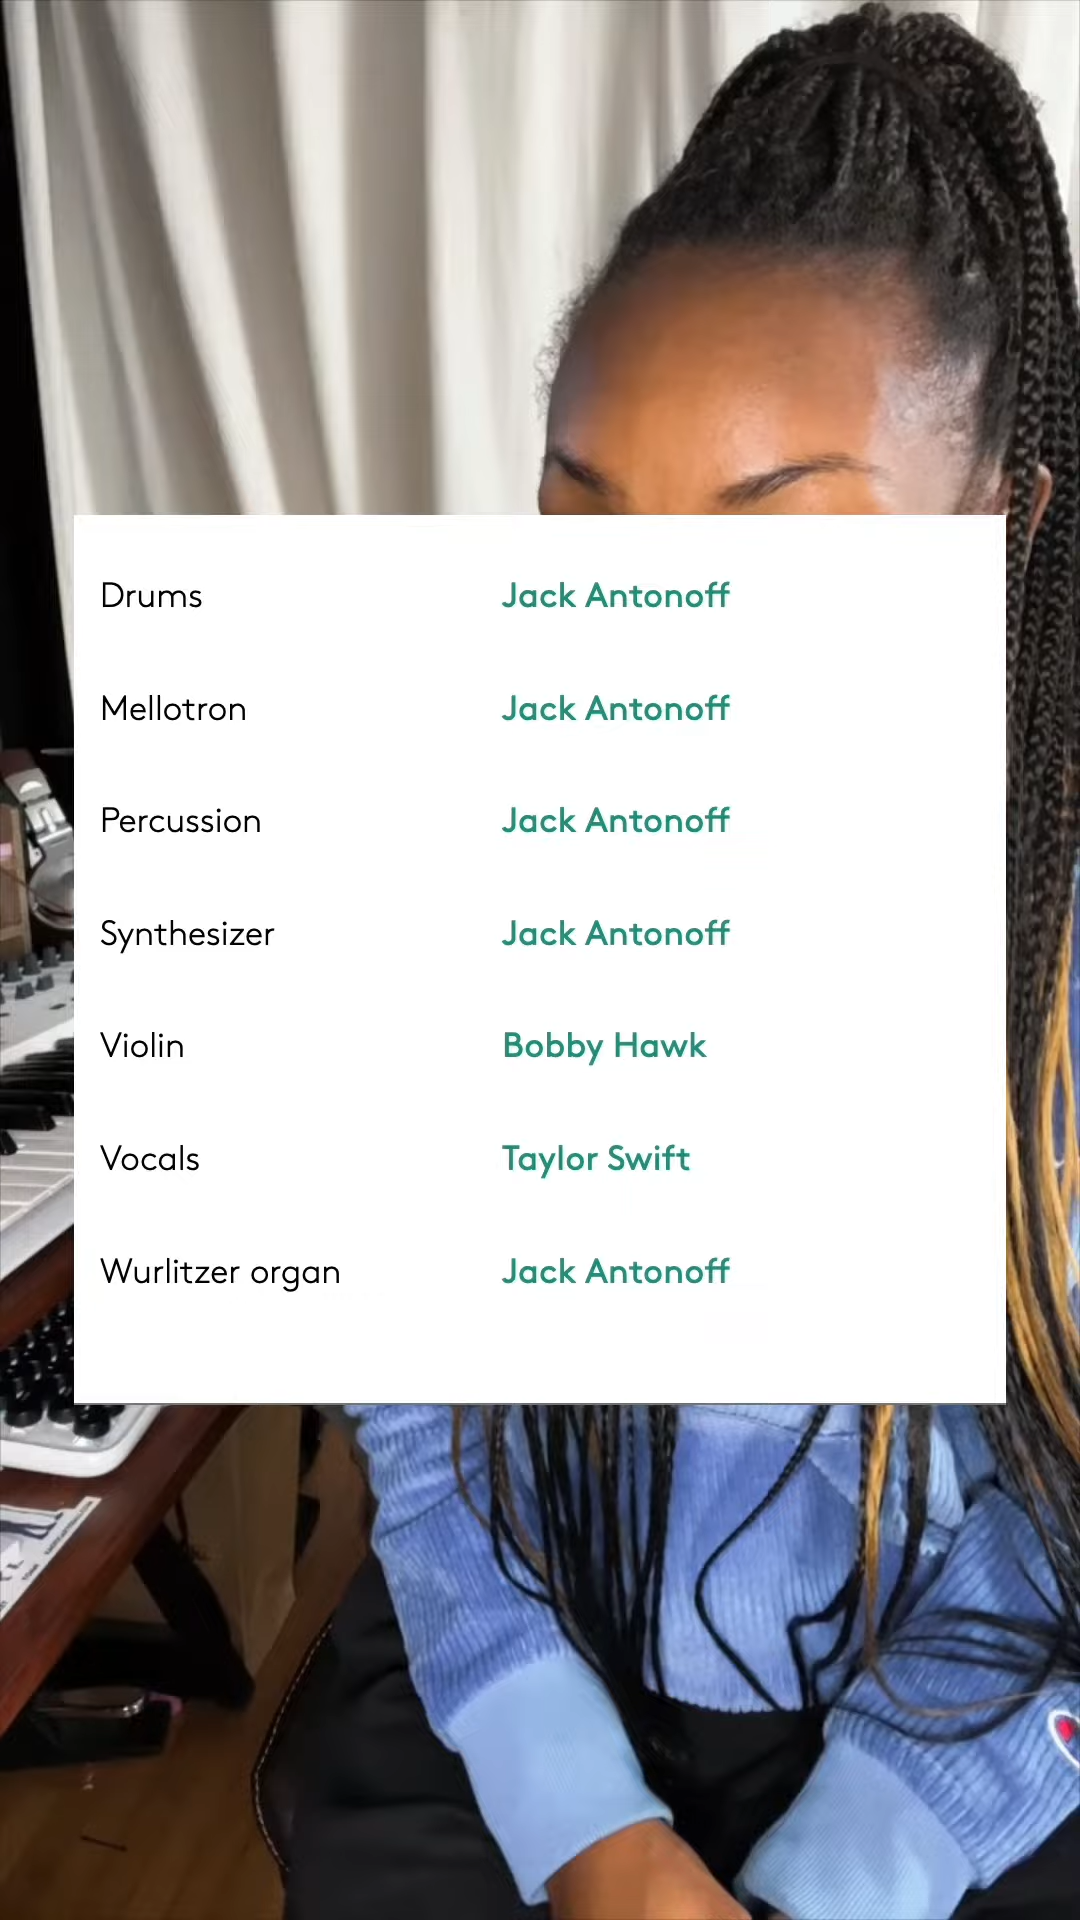 Drums Jack Antonoff
Mellotron Jack Antonoff
Percussion Jack Antonoff
Synthesizer Jack Antonoff
Violin Bobby Hawk
Vocals Taylor Swift
Wurlitzer organ Jack Antonoff